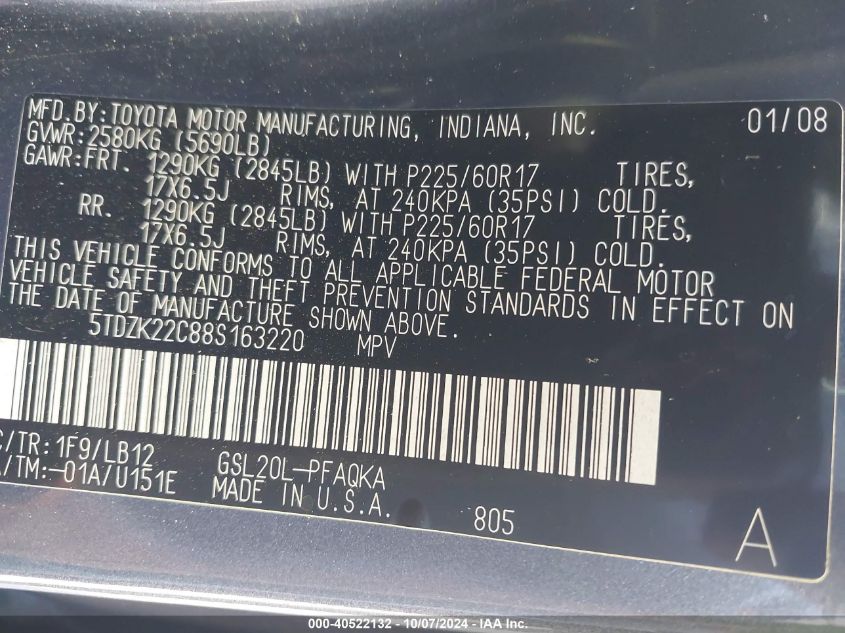 MFD.BY:TOYOTA MOTOR MANUFACTURING, INDIANA, INC. 01/08
GVWR:2580KG (5690LB)
GAWR:FRT. 1290KG (2845LB) WITH P225/60R17 TIRES,
17X6.5J RIMS, AT 240KPA (35PSI) COLD.
RR. 1290KG (2845LB) WITH P225/60R17 TIRES,
17X6.5J RIMS, AT 240KPA (35PSI) COLD.
THIS VEHICLE CONFORMS TO ALL APPLICABLE FEDERAL MOTOR
VEHICLE SAFETY AND THEFT PREVENTION STANDARDS IN EFFECT ON
THE DATE OF MANUFACTURE SHOWN ABOVE.
5TDZK22C88S163220 MPV
C/TR:1F9/LB12
/TM:-01A/U151E
GSL20L-PFAQKA
MADE IN U.S.A.
805
A
000-40522132 - 10/07/2024 - IAA Inc.